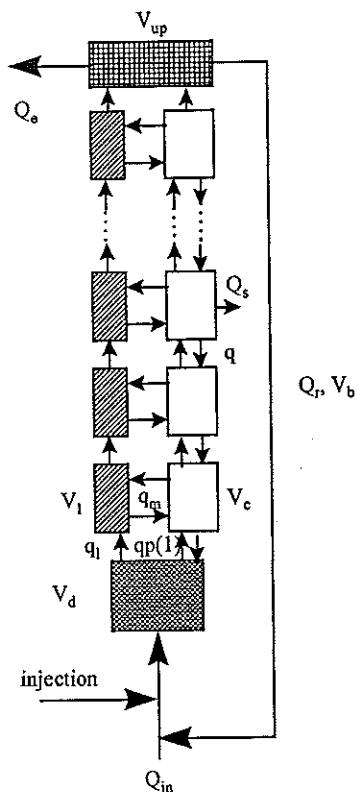 V_up
Q_e
Q_s
q
Q_r, V_b
V_l
q_m
V_c
q_l
qp(1)
V_d
injection
Q_in